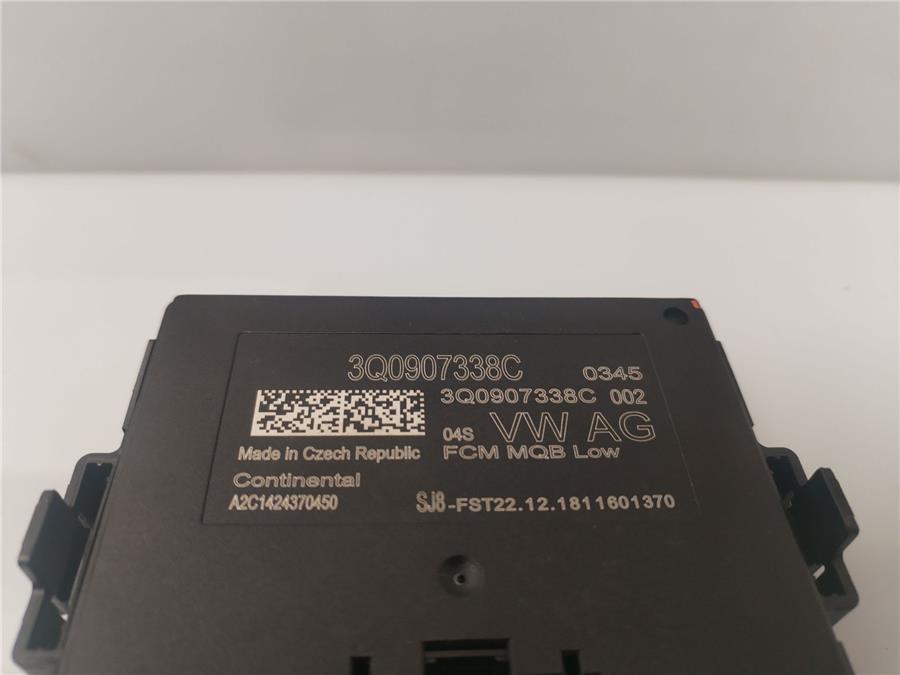 3Q0907338C 0345
3Q0907338C 002
04S VW AG
Made in Czech Republic FCM MQB Low
Continental
A2C1424370450 SJ8-FST22.12.1811601370